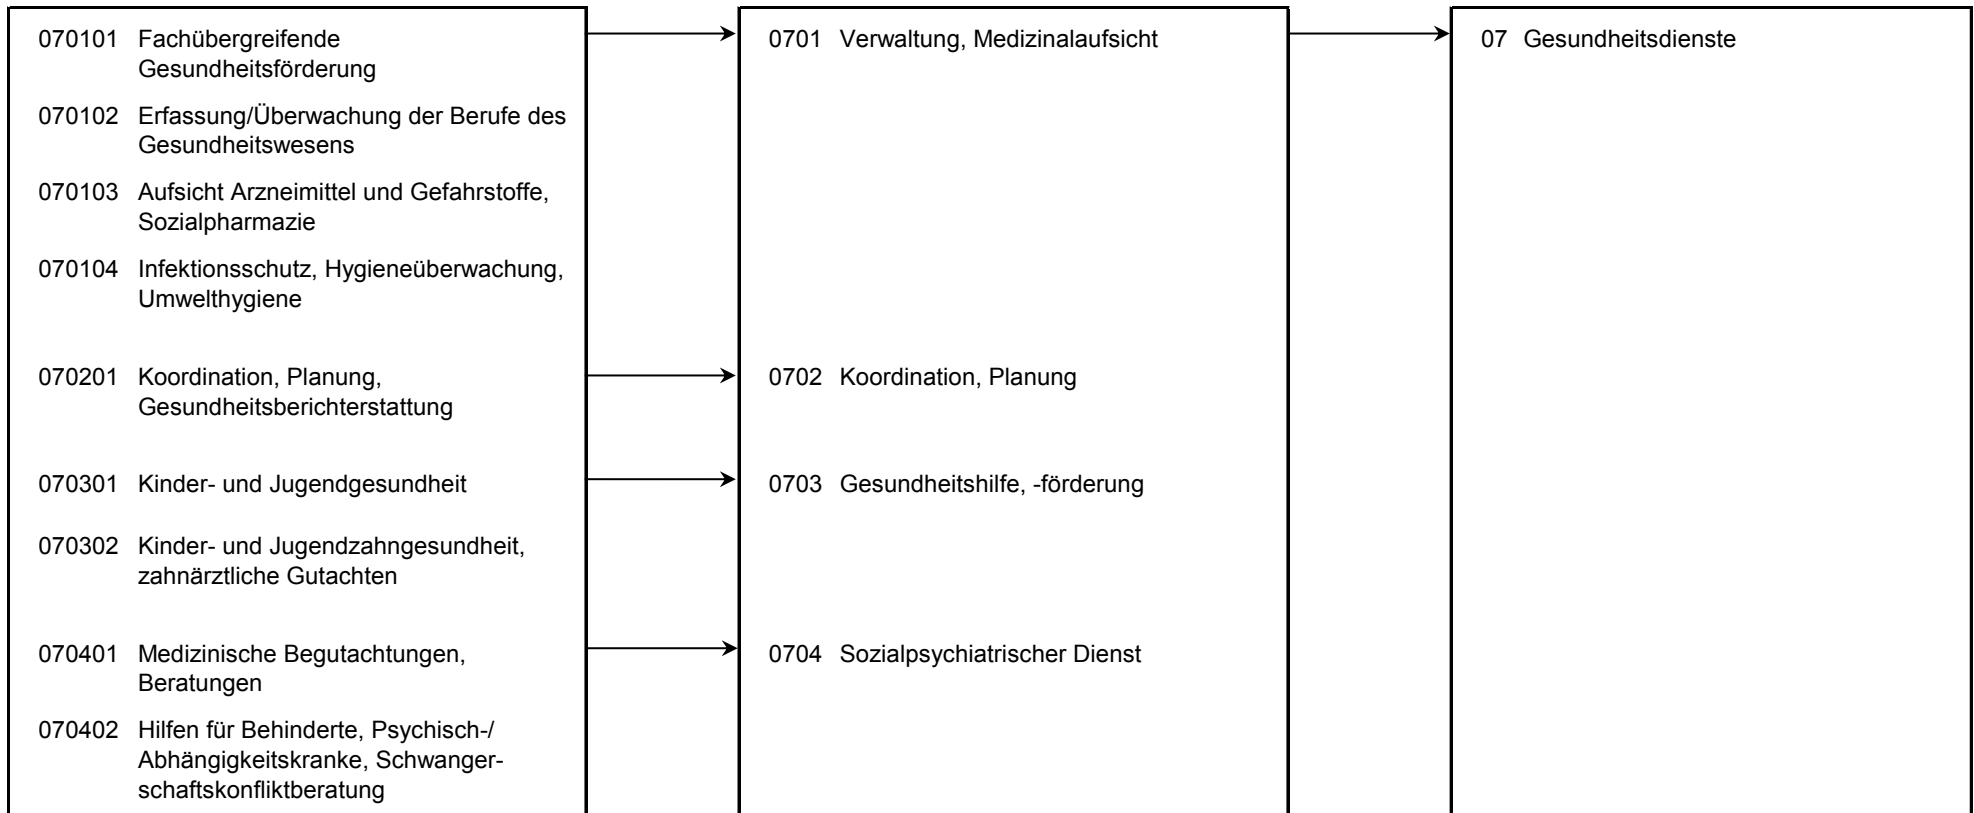 070101 Fachübergreifende
Gesundheitsförderung
070102 Erfassung/Überwachung der Berufe des
Gesundheitswesens
070103 Aufsicht Arzneimittel und Gefahrstoffe,
Sozialpharmazie
070104 Infektionsschutz, Hygieneüberwachung,
Umwelthygiene
070201 Koordination, Planung,
Gesundheitsberichterstattung
070301 Kinder- und Jugendgesundheit
070302 Kinder- und Jugendzahngesundheit,
zahnärztliche Gutachten
070401 Medizinische Begutachtungen,
Beratungen
070402 Hilfen für Behinderte, Psychisch-/
Abhängigkeitskranke, Schwanger-
schaftskonfliktberatung
0701 Verwaltung, Medizinalaufsicht
0702 Koordination, Planung
0703 Gesundheitshilfe, -förderung
0704 Sozialpsychiatrischer Dienst
07 Gesundheitsdienste